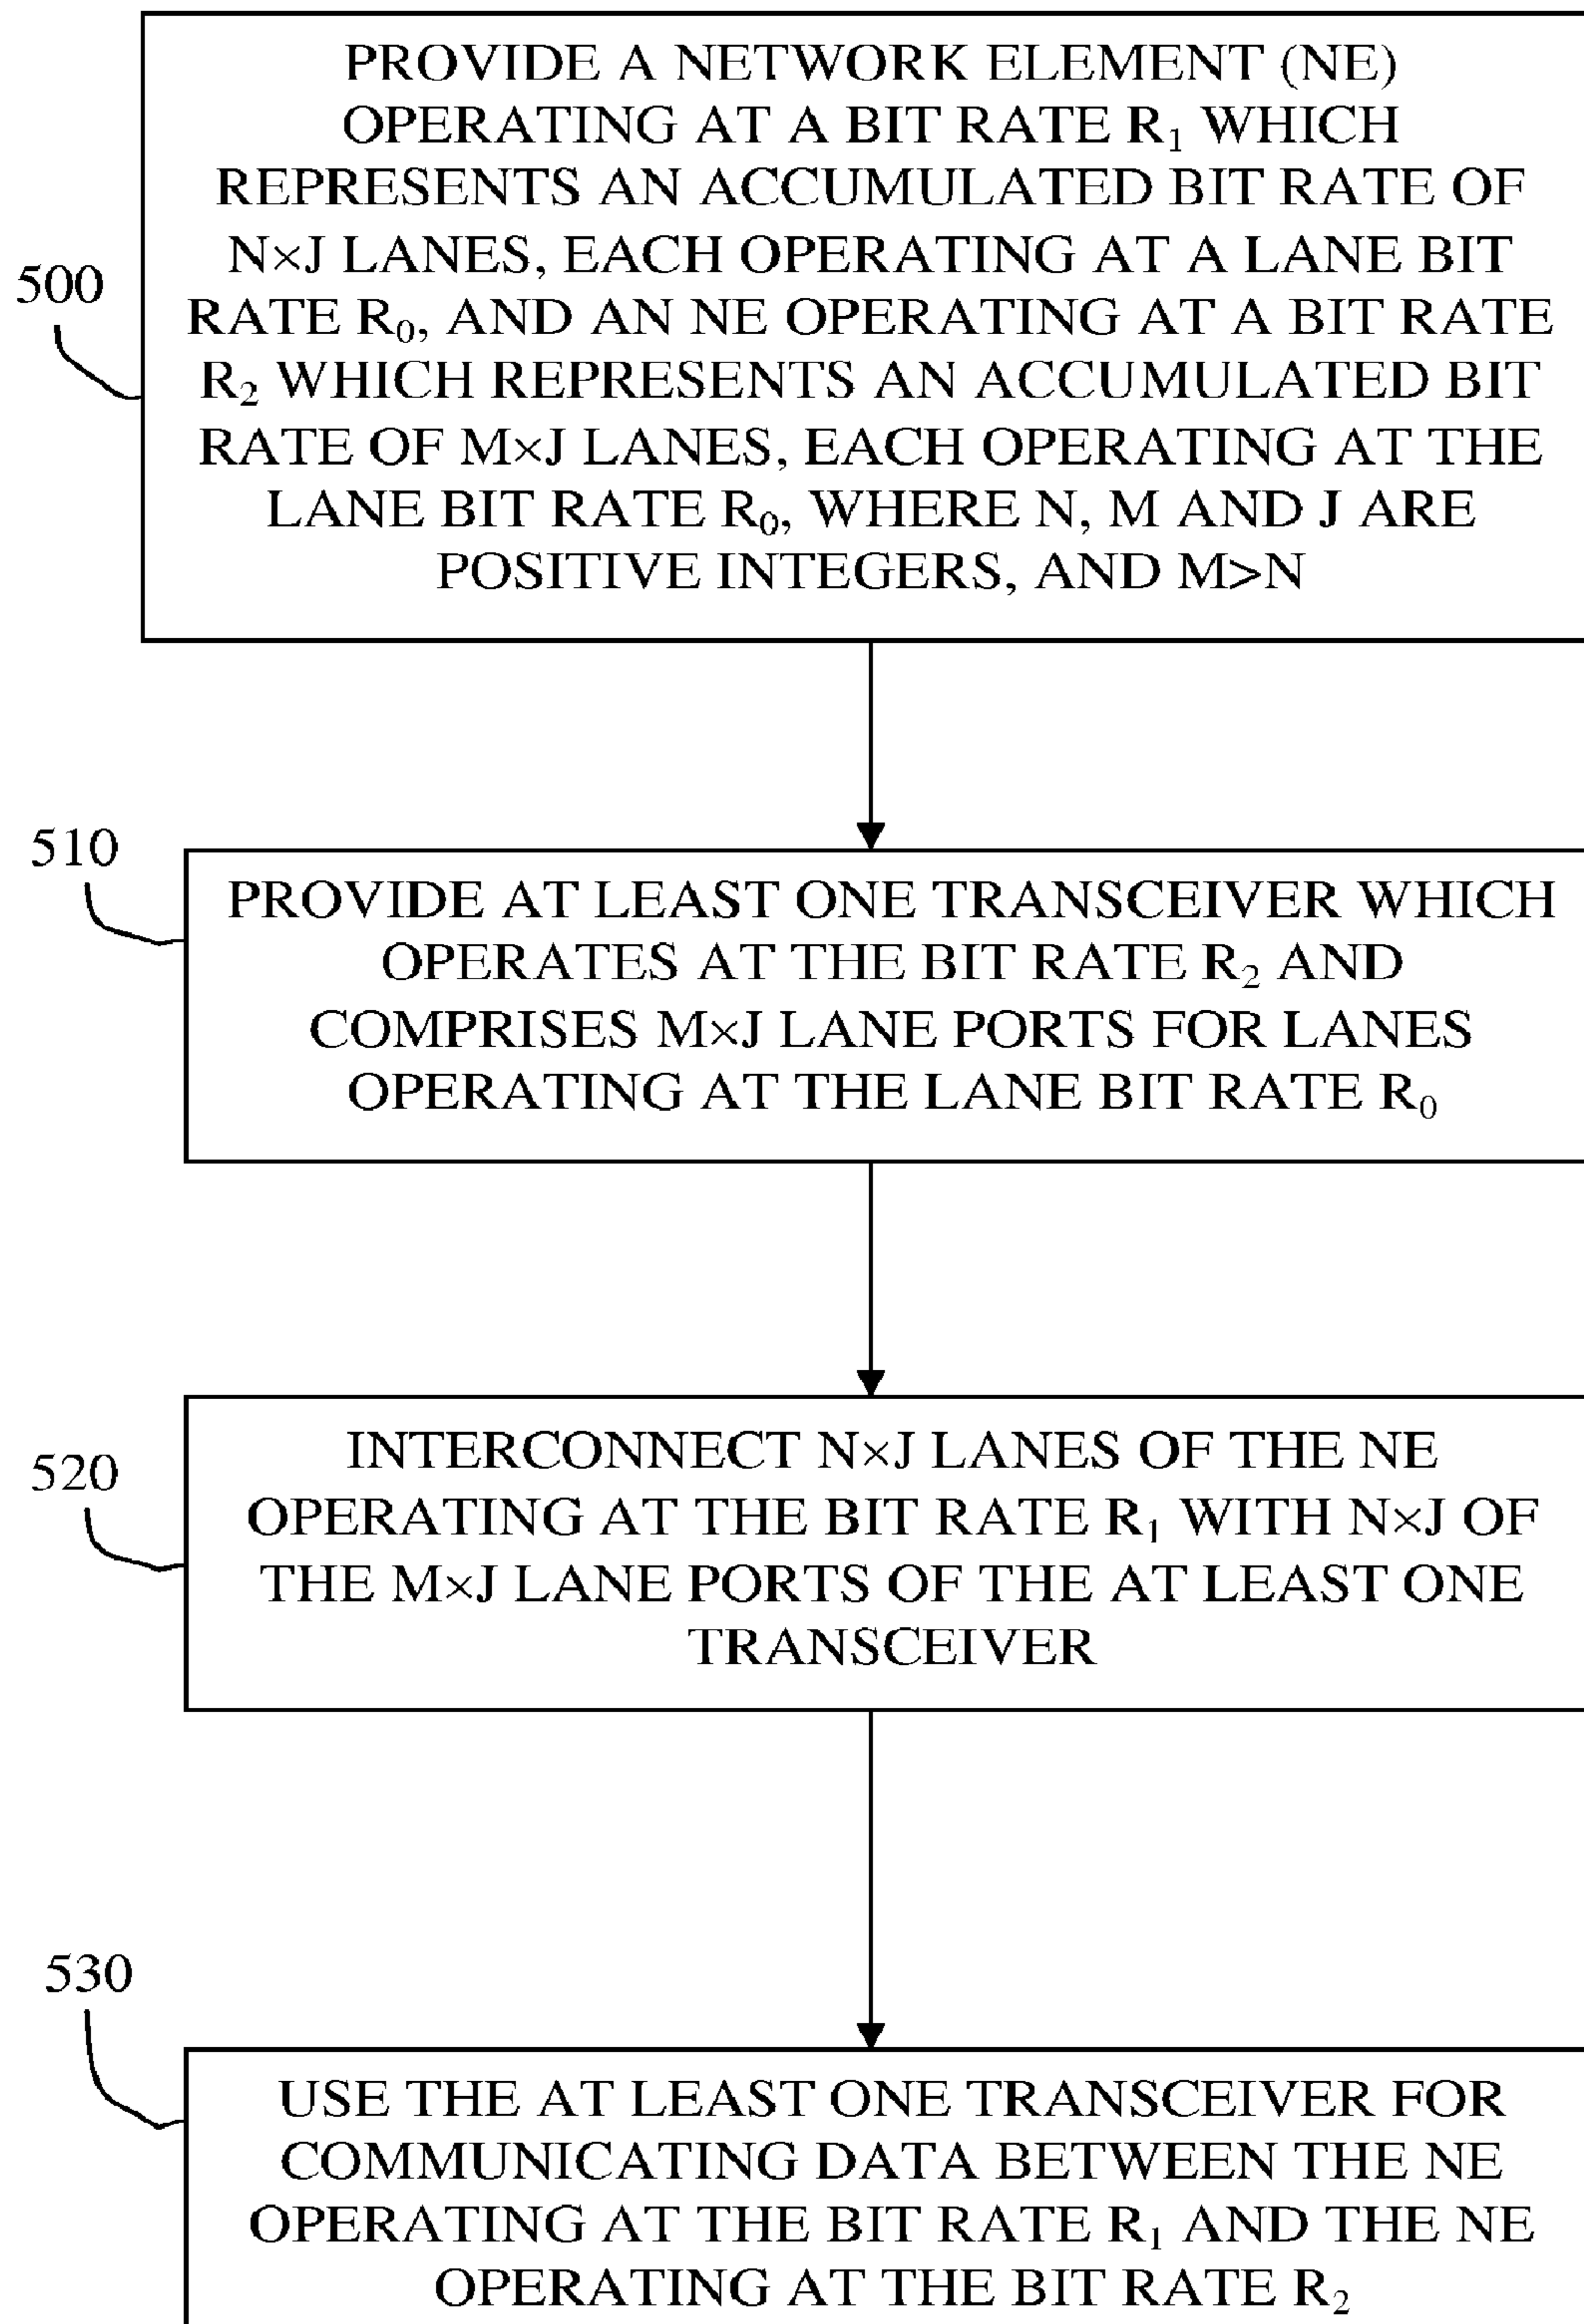 PROVIDE A NETWORK ELEMENT (NE)
OPERATING AT A BIT RATE R₁ WHICH
REPRESENTS AN ACCUMULATED BIT RATE OF
N×J LANES, EACH OPERATING AT A LANE BIT
RATE R₀, AND AN NE OPERATING AT A BIT RATE
R₂ WHICH REPRESENTS AN ACCUMULATED BIT
RATE OF M×J LANES, EACH OPERATING AT THE
LANE BIT RATE R₀, WHERE N, M AND J ARE
POSITIVE INTEGERS, AND M>N
500
510
PROVIDE AT LEAST ONE TRANSCEIVER WHICH
OPERATES AT THE BIT RATE R₂ AND
COMPRISES M×J LANE PORTS FOR LANES
OPERATING AT THE LANE BIT RATE R₀
520
INTERCONNECT N×J LANES OF THE NE
OPERATING AT THE BIT RATE R₁ WITH N×J OF
THE M×J LANE PORTS OF THE AT LEAST ONE
TRANSCEIVER
530
USE THE AT LEAST ONE TRANSCEIVER FOR
COMMUNICATING DATA BETWEEN THE NE
OPERATING AT THE BIT RATE R₁ AND THE NE
OPERATING AT THE BIT RATE R₂